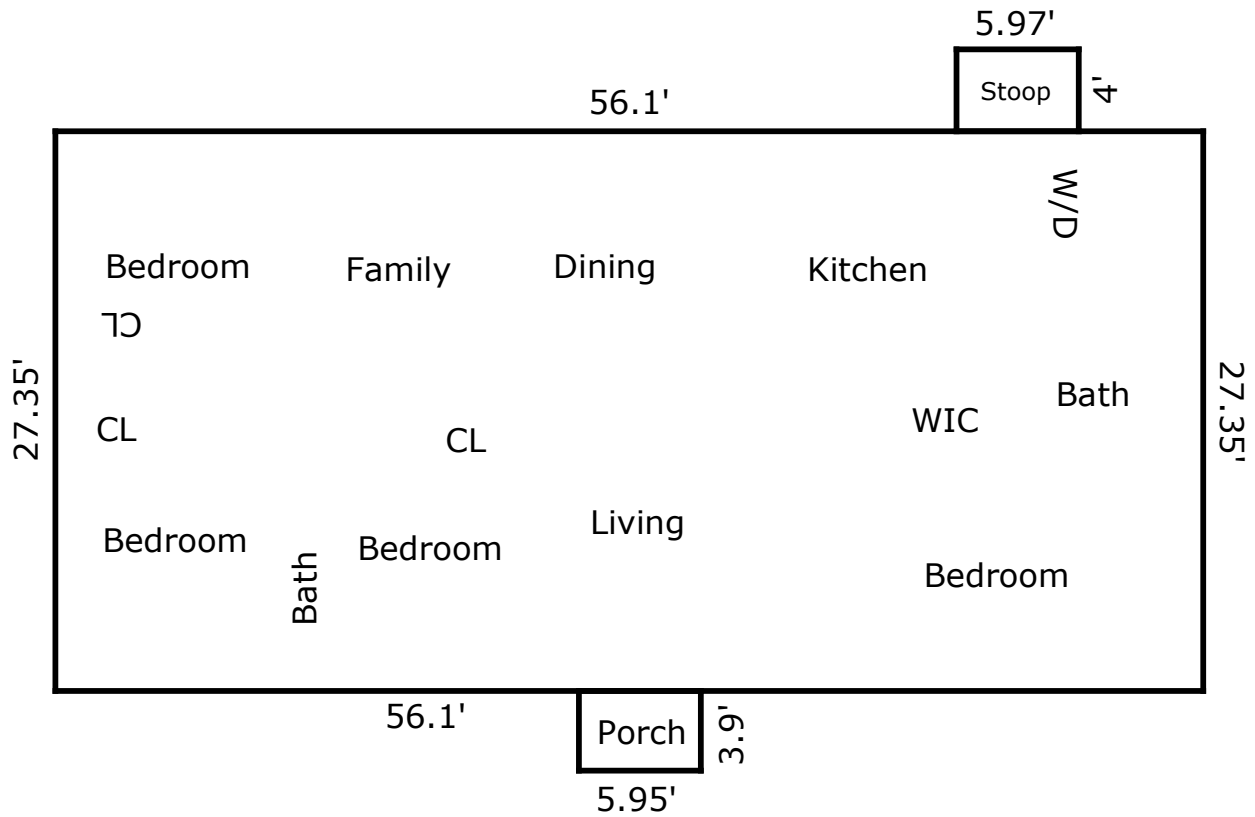 5.97'
Stoop
4'
56.1'
W/D
Bedroom
Family
Dining
Kitchen
CL
27.35'
27.35'
Bath
CL
CL
WIC
Living
Bedroom
Bath
Bedroom
Bedroom
56.1'
Porch
3.9'
5.95'